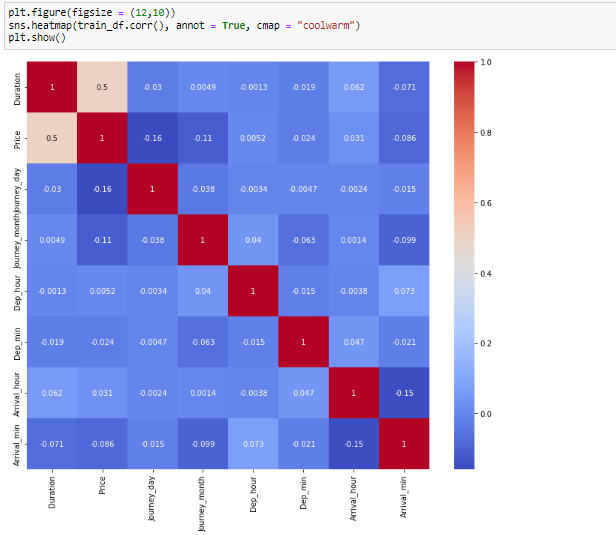 plt.figure(figsize = (12,10))
sns.heatmap(train_df.corr(), annot = True, cmap = "coolwarm")
plt.show()
Duration 1 0.5 -0.03 0.0049 -0.0013 -0.019 0.062 -0.071
Price 0.5 1 -0.16 -0.11 0.0052 -0.024 0.031 -0.086
Journey_day -0.03 -0.16 1 -0.038 -0.0034 -0.0047 -0.0024 -0.015
Journey_month 0.0049 -0.11 -0.038 1 0.04 -0.063 0.0014 -0.099
Dep_hour -0.0013 0.0052 -0.0034 0.04 1 -0.015 -0.0038 0.073
Dep_min -0.019 -0.024 -0.0047 -0.063 -0.015 1 0.047 -0.021
Arrival_hour 0.062 0.031 -0.0024 0.0014 -0.0038 0.047 1 -0.15
Arrival_min -0.071 -0.086 -0.015 -0.099 0.073 -0.021 -0.15 1
Duration Price Journey_day Journey_month Dep_hour Dep_min Arrival_hour Arrival_min
1.0
0.8
0.6
0.4
0.2
0.0